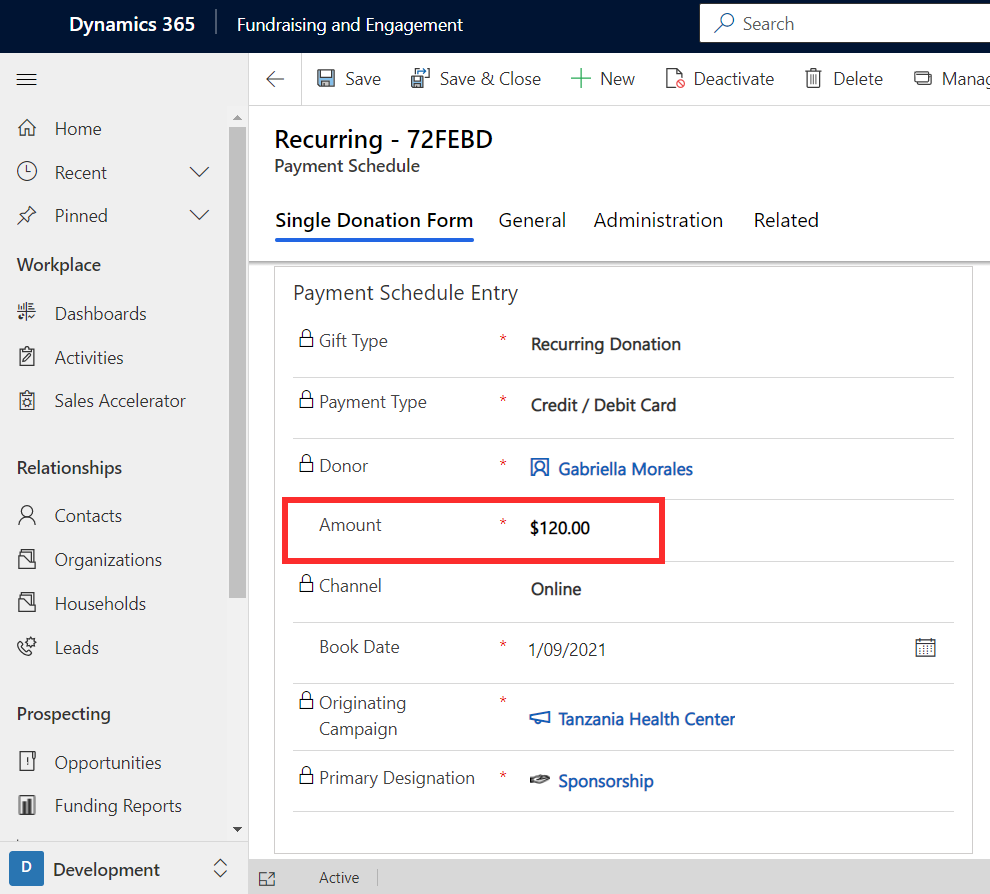 Dynamics 365
Fundraising and Engagement
Search
Save
Save & Close
New
Deactivate
Delete
Manag
Home
Recent
Pinned
Workplace
Dashboards
Activities
Sales Accelerator
Relationships
Contacts
Organizations
Households
Leads
Prospecting
Opportunities
Funding Reports
D
Development
Recurring - 72FEBD
Payment Schedule
Single Donation Form
General
Administration
Related
Payment Schedule Entry
Gift Type * Recurring Donation
Payment Type * Credit / Debit Card
Donor * Gabriella Morales
Amount * $120.00
Channel Online
Book Date * 1/09/2021
Originating
Campaign * Tanzania Health Center
Primary Designation * Sponsorship
Active